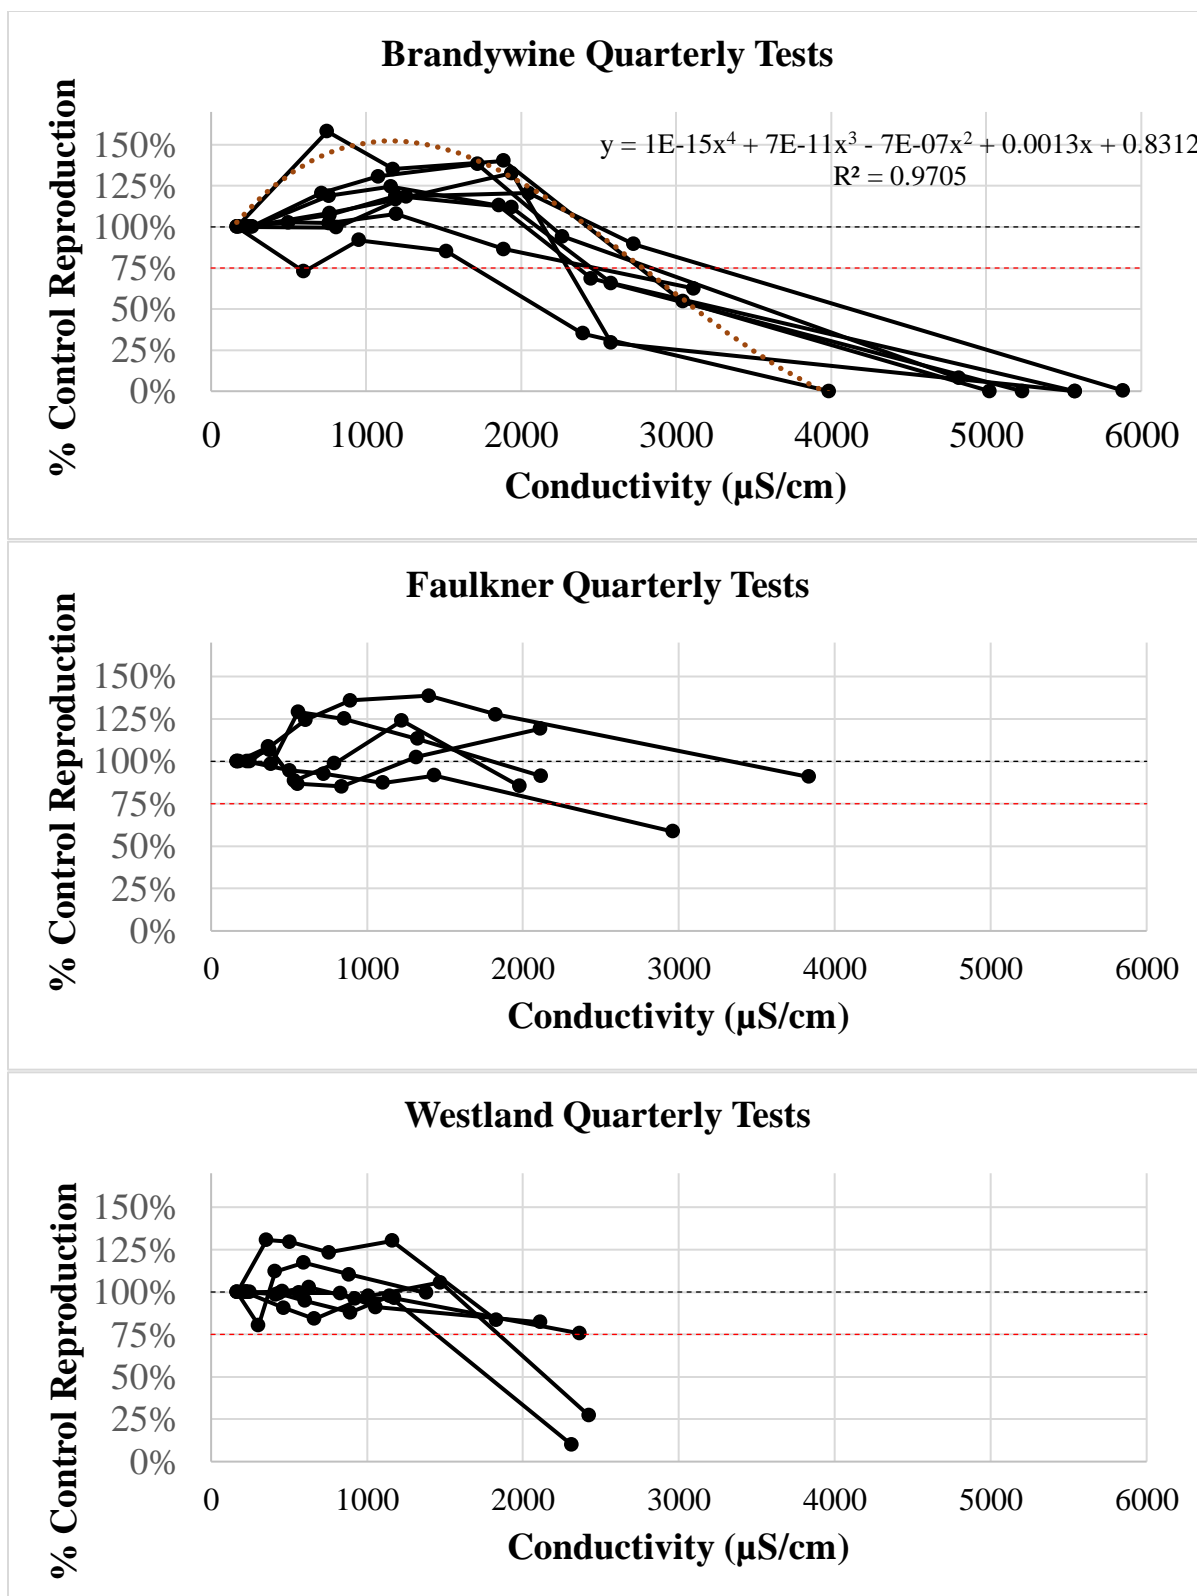 Brandywine Quarterly Tests
% Control Reproduction
150%
125%
100%
75%
50%
25%
0%
y = 1E-15x⁴ + 7E-11x³ - 7E-07x² + 0.0013x + 0.8312
R² = 0.9705
0 1000 2000 3000 4000 5000 6000
Conductivity (µS/cm)
Faulkner Quarterly Tests
% Control Reproduction
150%
125%
100%
75%
50%
25%
0%
0 1000 2000 3000 4000 5000 6000
Conductivity (µS/cm)
Westland Quarterly Tests
% Control Reproduction
150%
125%
100%
75%
50%
25%
0%
0 1000 2000 3000 4000 5000 6000
Conductivity (µS/cm)